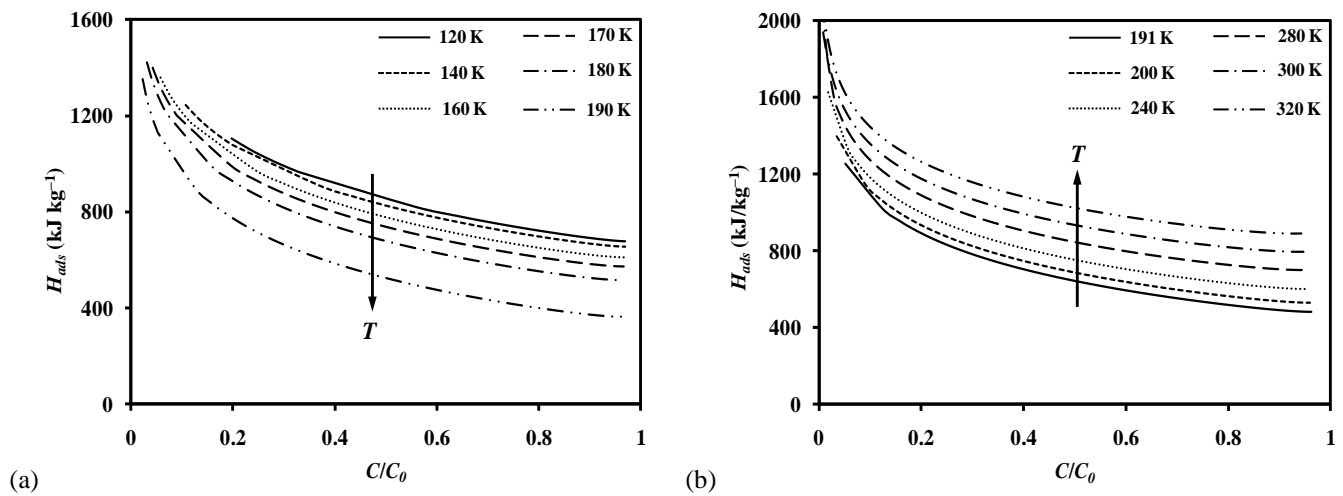 1600
1200
800
400
0
0
0.2
0.4
0.6
0.8
1
H_ads (kJ kg⁻¹)
C/C₀
120 K
140 K
160 K
170 K
180 K
190 K
T
(a)
2000
1600
1200
800
400
0
0
0.2
0.4
0.6
0.8
1
H_ads (kJ/kg⁻¹)
C/C₀
191 K
200 K
240 K
280 K
300 K
320 K
T
(b)